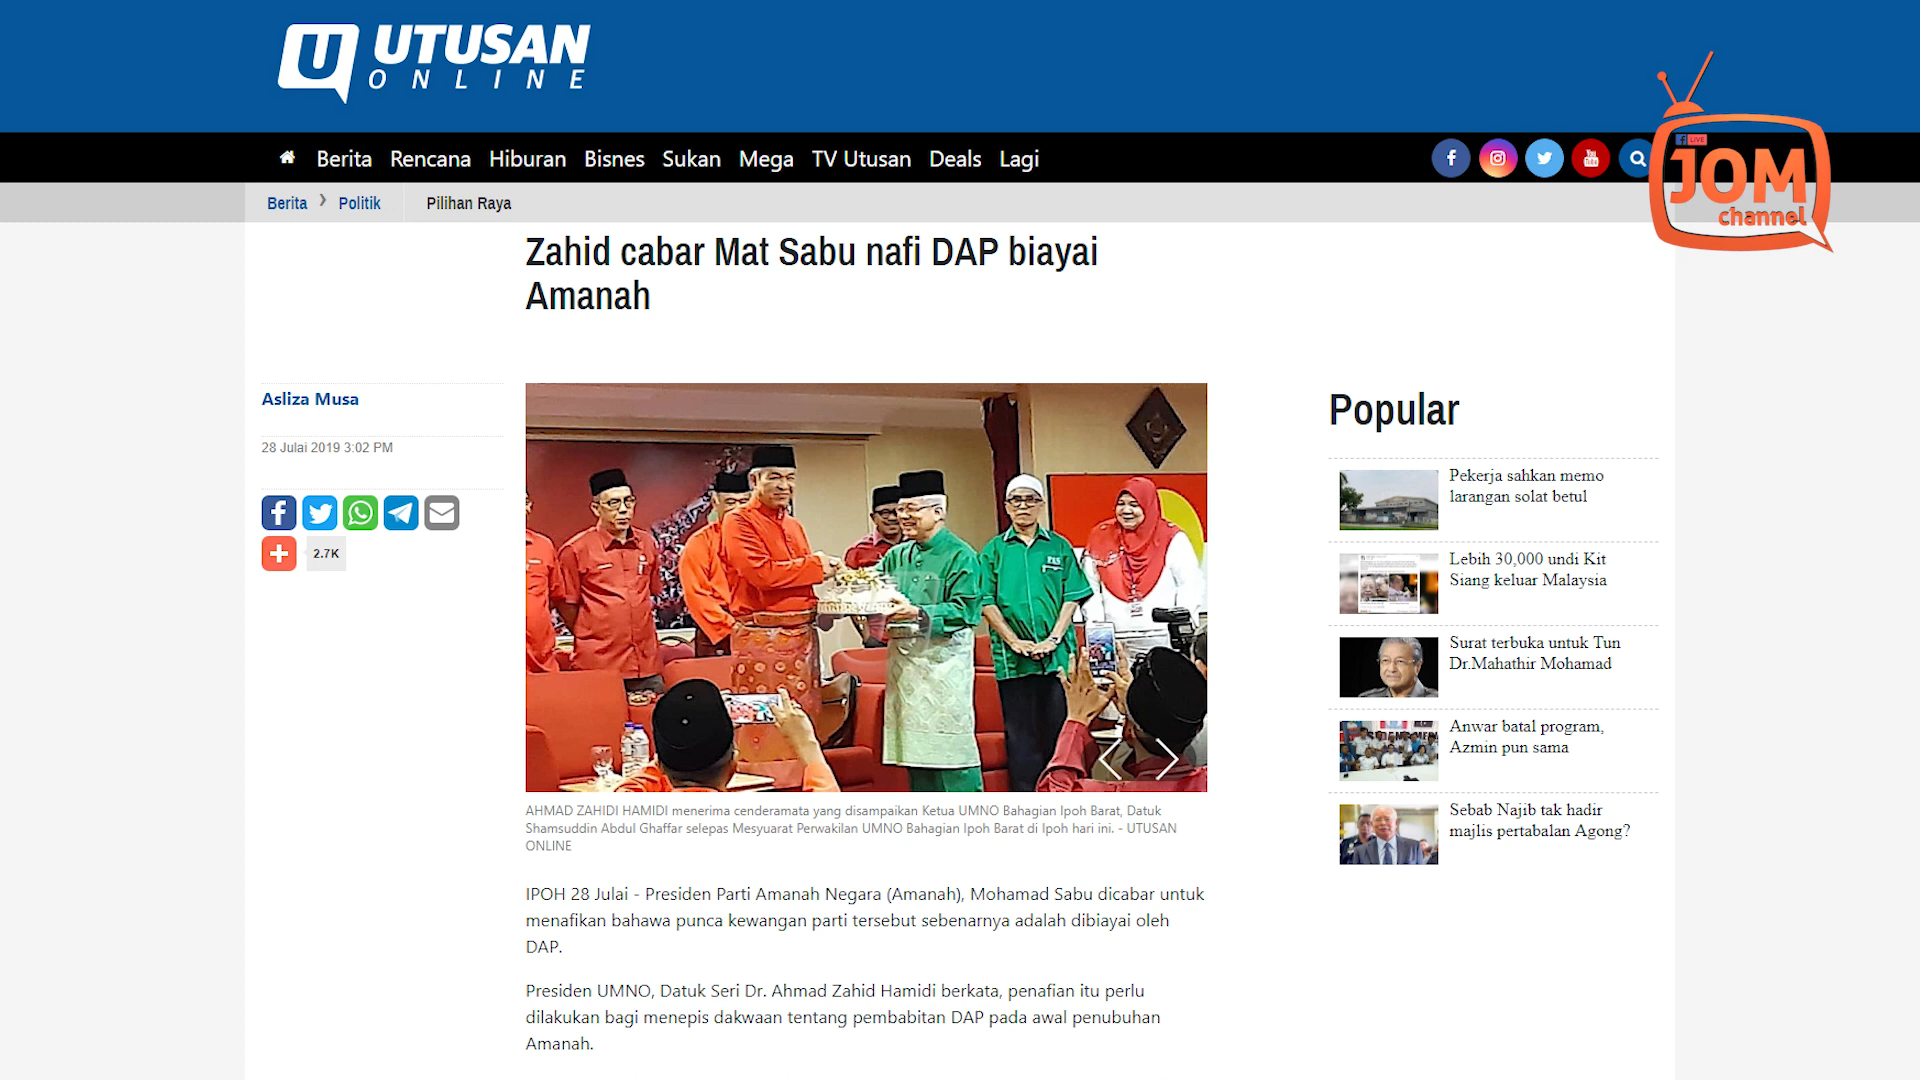 UTUSAN
ONLINE
Berita Rencana Hiburan Bisnes Sukan Mega TV Utusan Deals Lagi
LIVE
JOM
channel
Berita Politik Pilihan Raya
Zahid cabar Mat Sabu nafi DAP biayai
Amanah
Asliza Musa
28 Julai 2019 3:02 PM
2.7K
AHMAD ZAHIDI HAMIDI menerima cenderamata yang disampaikan Ketua UMNO Bahagian Ipoh Barat, Datuk
Shamsuddin Abdul Ghaffar selepas Mesyuarat Perwakilan UMNO Bahagian Ipoh Barat di Ipoh hari ini. - UTUSAN
ONLINE
IPOH 28 Julai - Presiden Parti Amanah Negara (Amanah), Mohamad Sabu dicabar untuk
menafikan bahawa punca kewangan parti tersebut sebenarnya adalah dibiayai oleh
DAP.
Presiden UMNO, Datuk Seri Dr. Ahmad Zahid Hamidi berkata, penafian itu perlu
dilakukan bagi menepis dakwaan tentang pembabitan DAP pada awal penubuhan
Amanah.
Popular
Pekerja sahkan memo
larangan solat betul
Lebih 30,000 undi Kit
Siang keluar Malaysia
Surat terbuka untuk Tun
Dr.Mahathir Mohamad
Anwar batal program,
Azmin pun sama
Sebab Najib tak hadir
majlis pertabalan Agong?